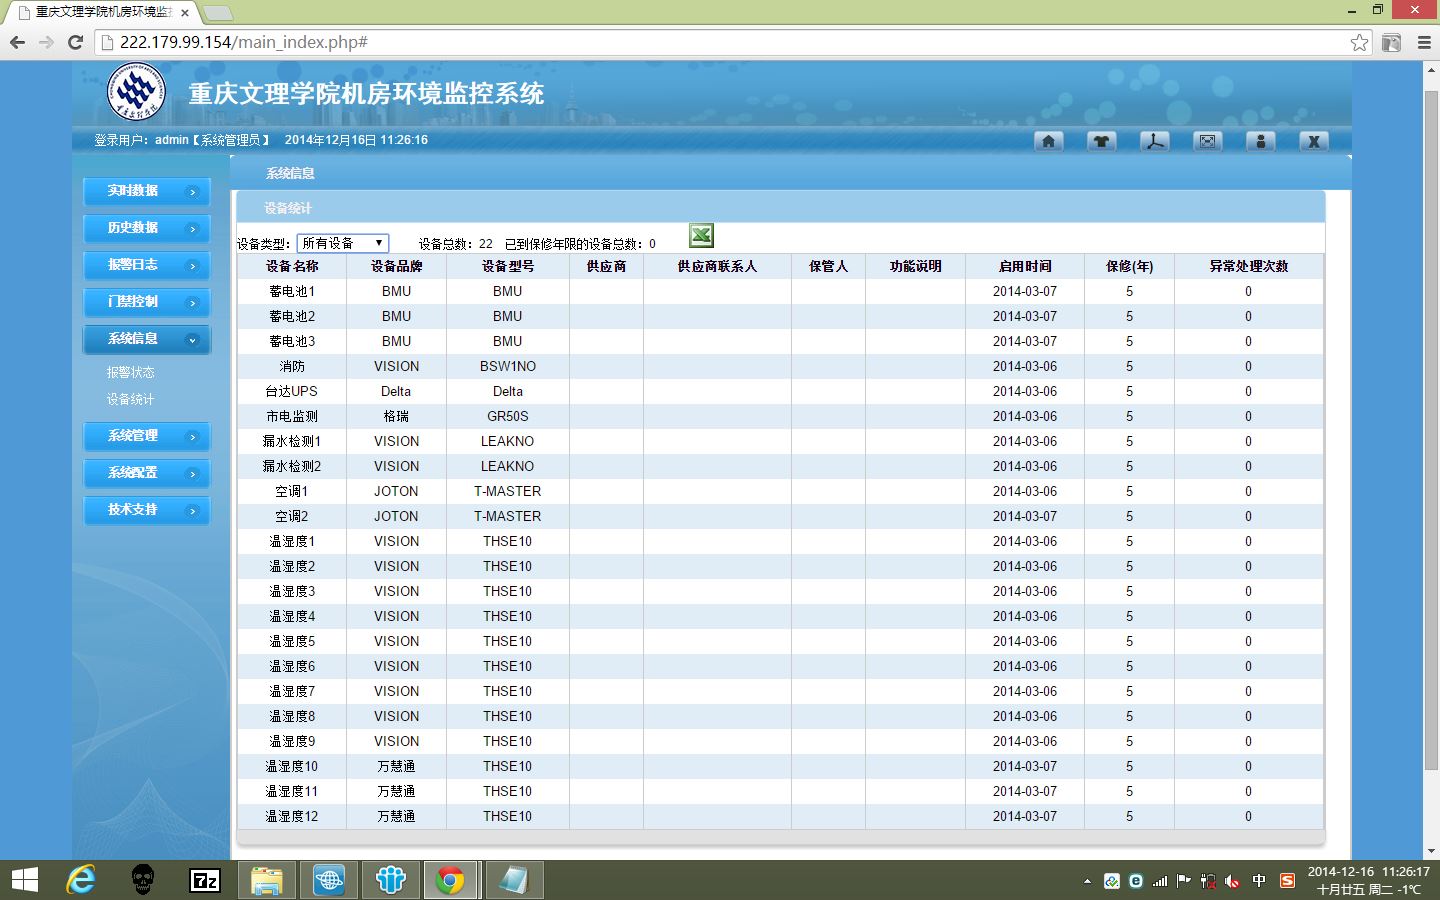 重庆文理学院机房环境监控
222.179.99.154/main_index.php#
重庆文理学院机房环境监控系统
登录用户：admin【系统管理员】 2014年12月16日 11:26:16
实时数据
历史数据
报警日志
门禁控制
系统信息
报警状态
设备统计
系统管理
系统配置
技术支持
系统信息
设备统计
设备类型：所有设备 设备总数：22 已到保修年限的设备总数：0
设备名称 设备品牌 设备型号 供应商 供应商联系人 保管人 功能说明 启用时间 保修(年) 异常处理次数
蓄电池1 BMU BMU 2014-03-07 5 0
蓄电池2 BMU BMU 2014-03-07 5 0
蓄电池3 BMU BMU 2014-03-07 5 0
消防 VISION BSW1NO 2014-03-06 5 0
台达UPS Delta Delta 2014-03-06 5 0
市电监测 格瑞 GR50S 2014-03-06 5 0
漏水检测1 VISION LEAKNO 2014-03-06 5 0
漏水检测2 VISION LEAKNO 2014-03-06 5 0
空调1 JOTON T-MASTER 2014-03-06 5 0
空调2 JOTON T-MASTER 2014-03-07 5 0
温湿度1 VISION THSE10 2014-03-06 5 0
温湿度2 VISION THSE10 2014-03-06 5 0
温湿度3 VISION THSE10 2014-03-06 5 0
温湿度4 VISION THSE10 2014-03-06 5 0
温湿度5 VISION THSE10 2014-03-06 5 0
温湿度6 VISION THSE10 2014-03-06 5 0
温湿度7 VISION THSE10 2014-03-06 5 0
温湿度8 VISION THSE10 2014-03-06 5 0
温湿度9 VISION THSE10 2014-03-06 5 0
温湿度10 万慧通 THSE10 2014-03-07 5 0
温湿度11 万慧通 THSE10 2014-03-07 5 0
温湿度12 万慧通 THSE10 2014-03-07 5 0
7z
中
2014-12-16 11:26:17
十月廿五 周二 -1℃